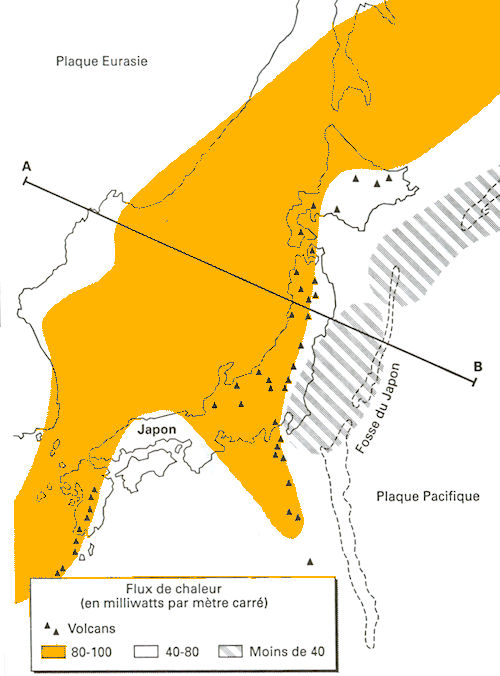 Plaque Eurasie
A
B
Fosse du Japon
Japon
Plaque Pacifique
Flux de chaleur
(en milliwatts par mètre carré)
Volcans
80-100
40-80
Moins de 40